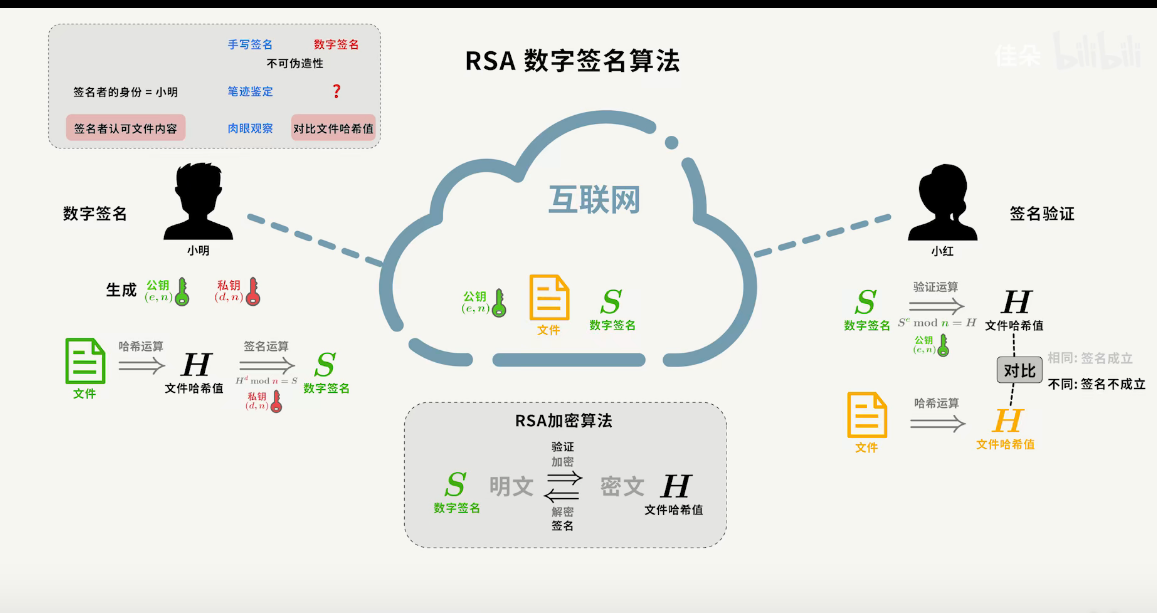 手写签名 数字签名
不可伪造性
签名者的身份 = 小明 笔迹鉴定 ?
签名者认可文件内容 肉眼观察 对比文件哈希值
RSA 数字签名算法
佳朵 bilibili
互联网
数字签名
小明
生成 公钥 (e, n) 私钥 (d, n)
文件
哈希运算
H
文件哈希值
签名运算
H^d mod n = S
私钥
(d, n)
S
数字签名
公钥
(e, n)
文件
S
数字签名
RSA加密算法
验证
加密
S 明文 密文 H
数字签名 文件哈希值
解密
签名
小红
签名验证
S
数字签名
验证运算
S^e mod n = H
公钥
(e, n)
H
文件哈希值
对比
相同: 签名成立
不同: 签名不成立
文件
哈希运算
H
文件哈希值